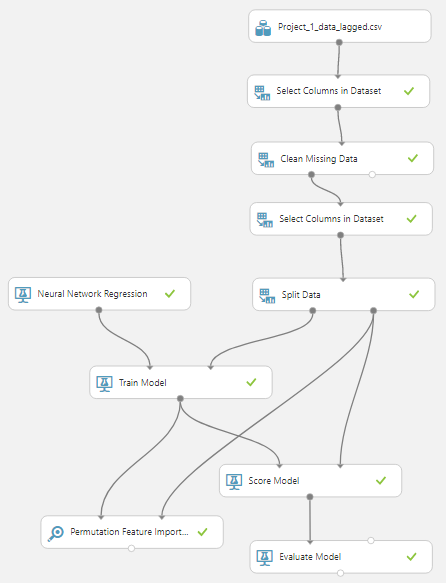 Project_1_data_lagged.csv
Select Columns in Dataset
Clean Missing Data
Select Columns in Dataset
Neural Network Regression
Split Data
Train Model
Score Model
Permutation Feature Import...
Evaluate Model